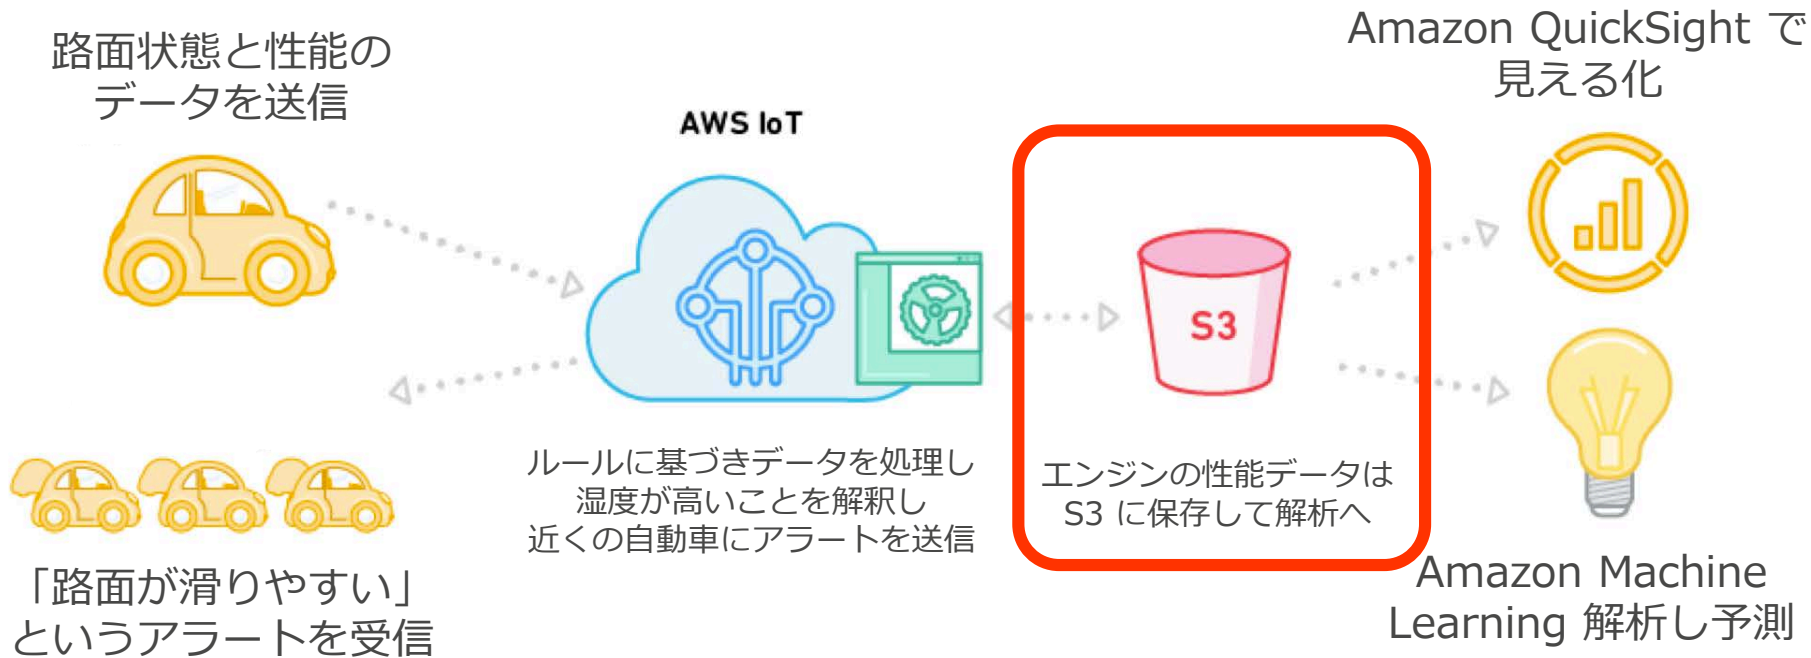 路面状態と性能の
データを送信
AWS IoT
Amazon QuickSight で
見える化
S3
ルールに基づきデータを処理し
湿度が高いことを解釈し
近くの自動車にアラートを送信
エンジンの性能データは
S3 に保存して解析へ
「路面が滑りやすい」
というアラートを受信
Amazon Machine
Learning 解析し予測